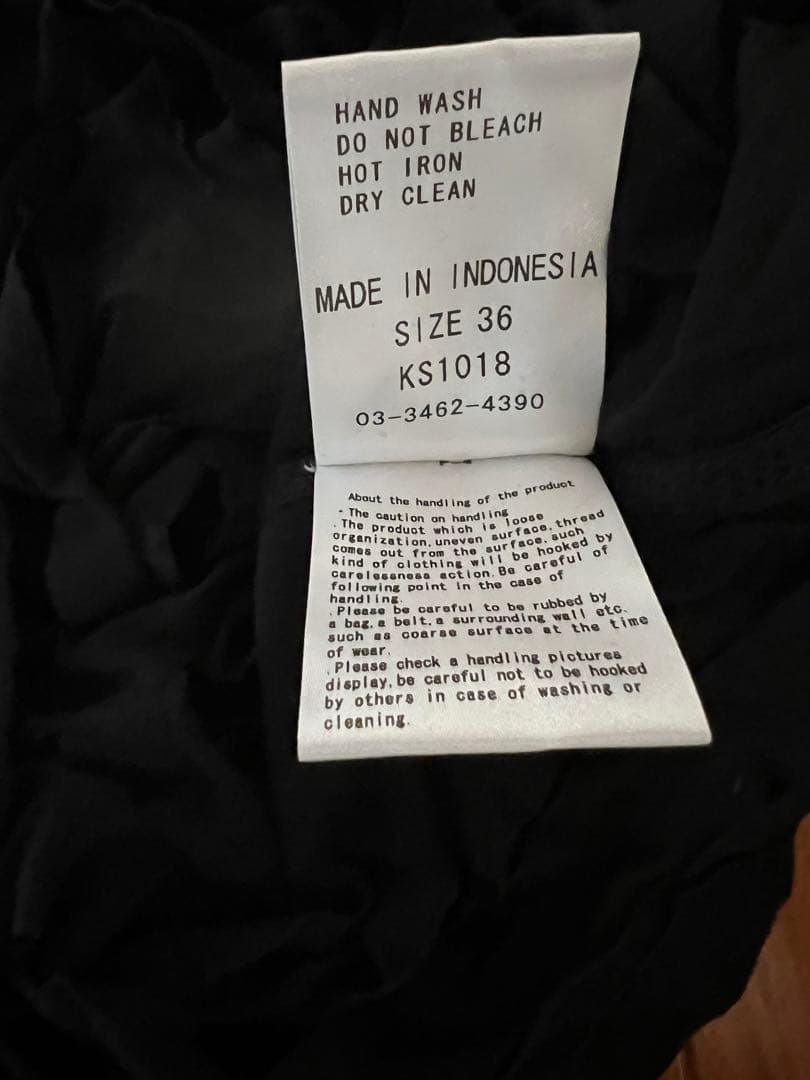 HAND WASH
DO NOT BLEACH
HOT IRON
DRY CLEAN
MADE IN INDONESIA
SIZE 36
KS1018
03-3462-4390
About the handling of the product
- The caution on handling
. The product which is loose
organization, uneven surface, thread
comes out from the surface, such
kind of clothing will be hooked by
carelessness action. Be careful of
following point in the case of
handling.
. Please be careful to be rubbed by
a bag, a belt, a surrounding wall etc.
such as coarse surface at the time
of wear.
. Please check a handling pictures
display, be careful not to be hooked
by others in case of washing or
cleaning.